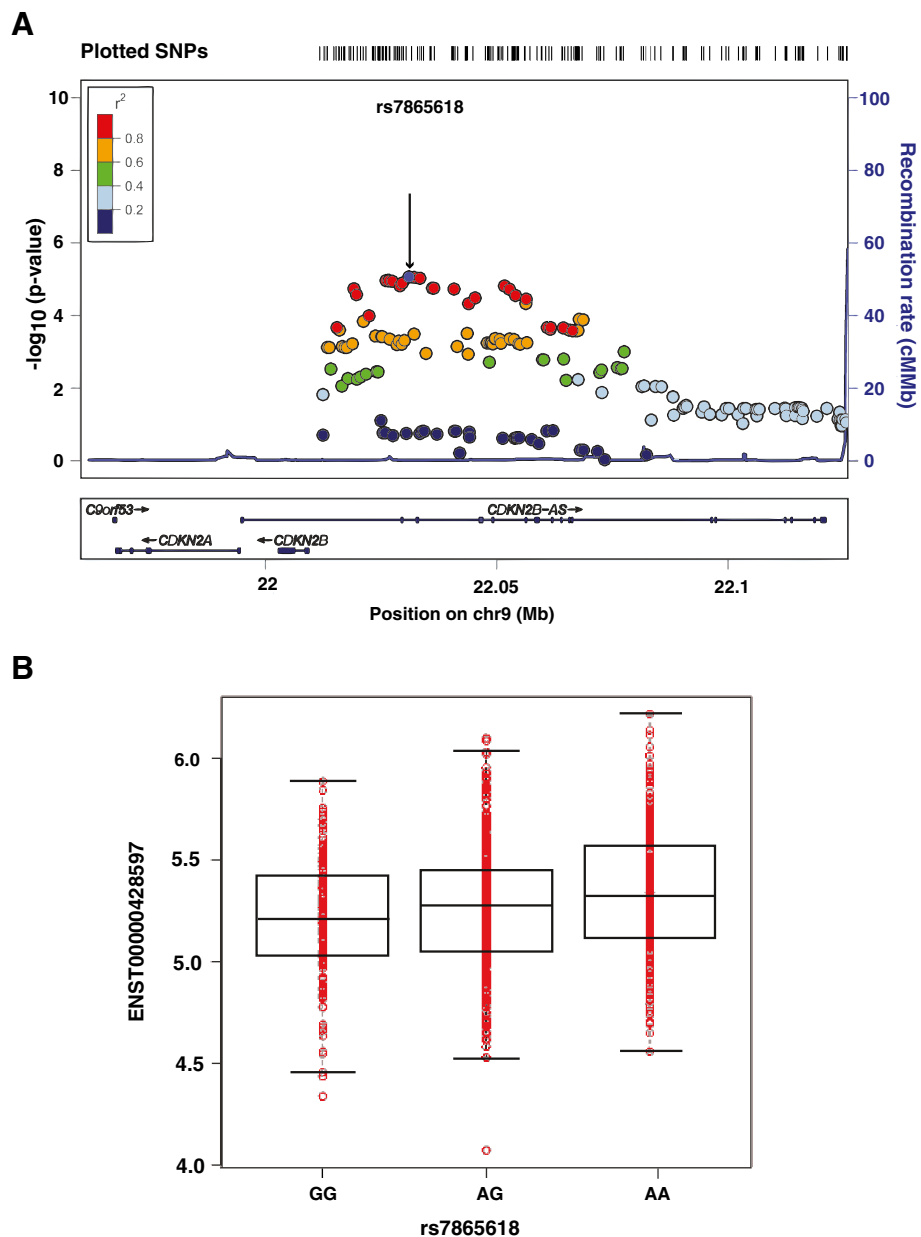 A
Plotted SNPs
rs7865618
r2
0.8
0.6
0.4
0.2
10
8
6
4
2
0
-log10 (p-value)
100
80
60
40
20
0
Recombination rate (cMMb)
C9orf53
CDKN2B-AS
CDKN2A
CDKN2B
22
22.05
22.1
Position on chr9 (Mb)
B
6.0
5.5
5.0
4.5
4.0
ENST00000428597
GG
AG
AA
rs7865618